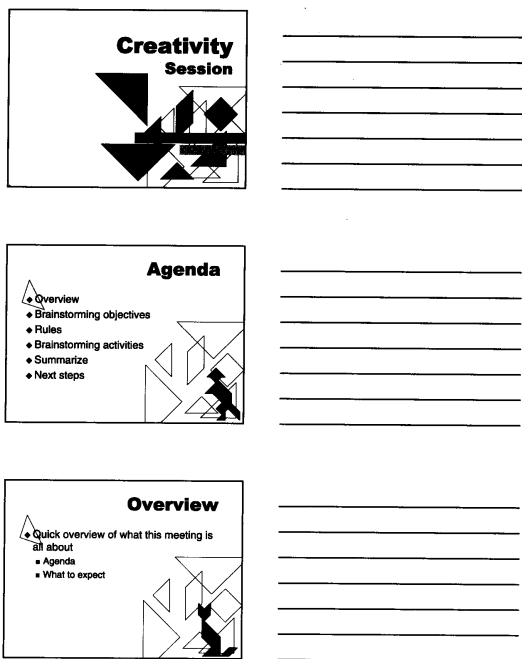 Creativity
Session
Agenda
Overview
Brainstorming objectives
Rules
Brainstorming activities
Summarize
Next steps
Overview
Quick overview of what this meeting is
all about
Agenda
What to expect